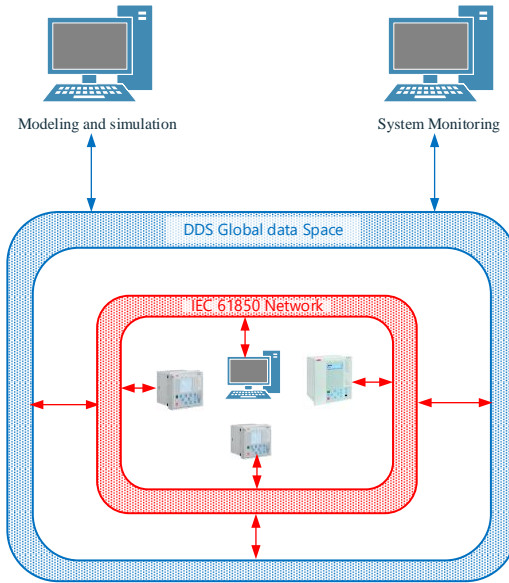 Modeling and simulation
System Monitoring
DDS Global data Space
IEC 61850 Network